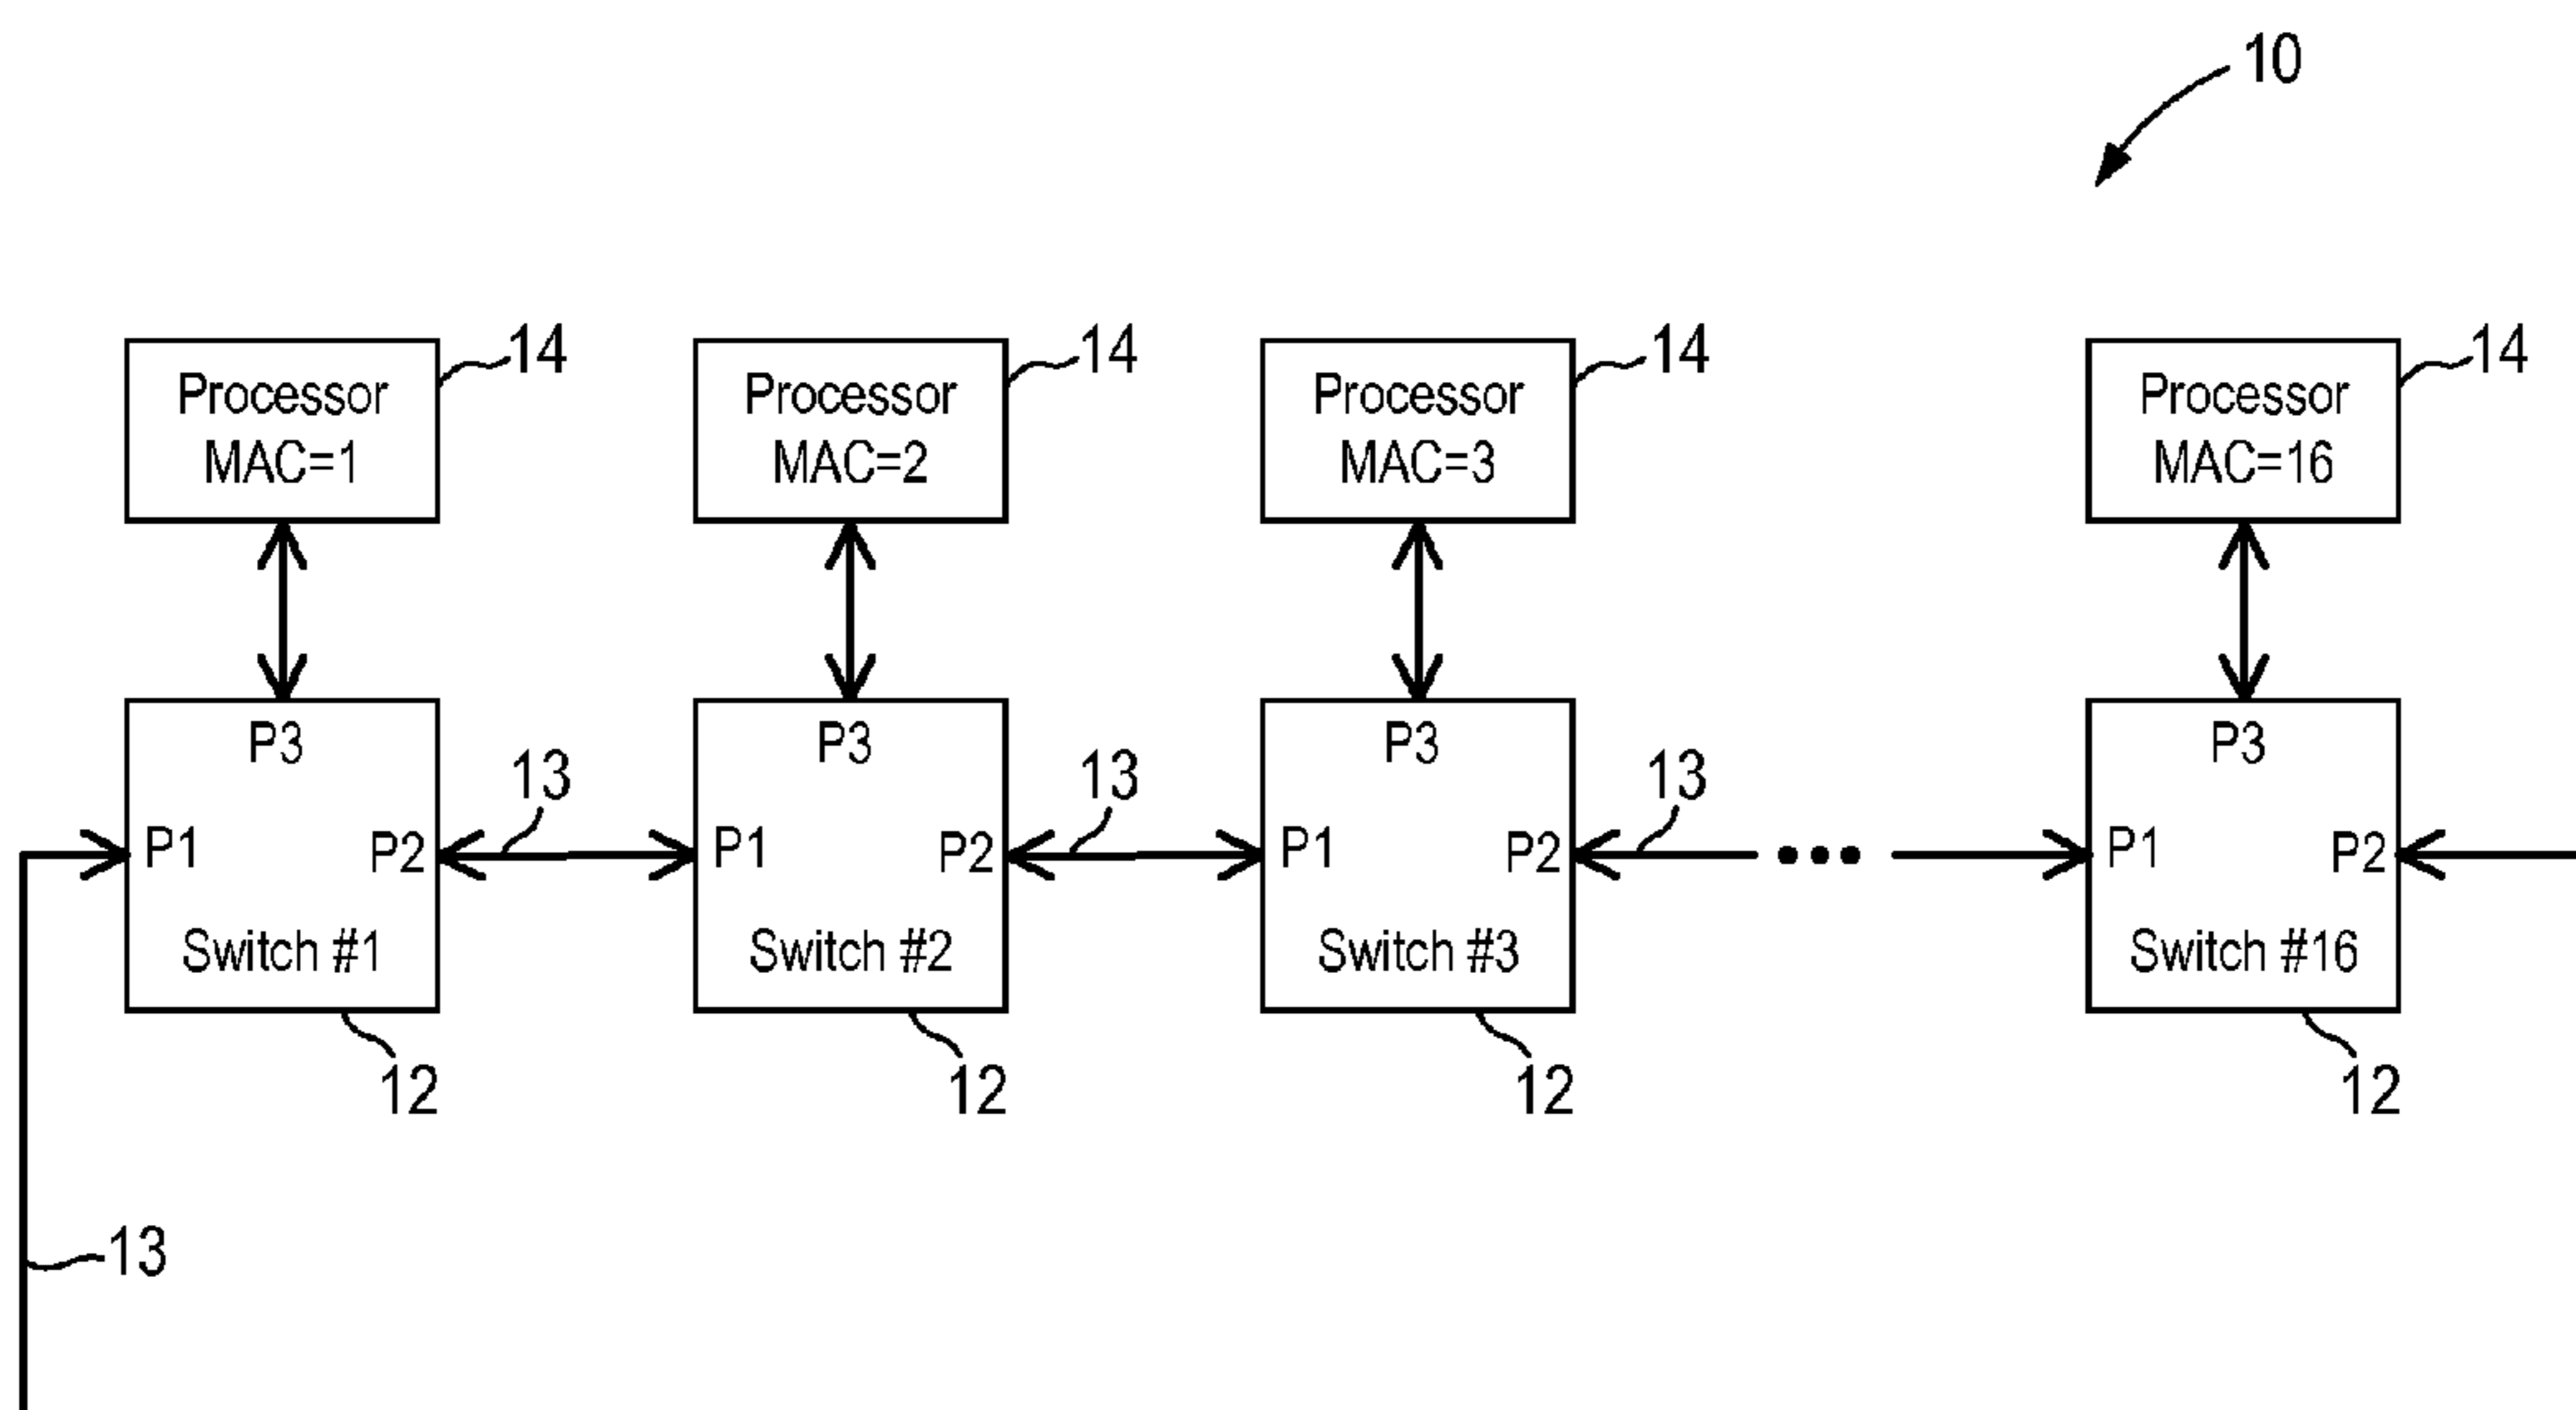 10
14
14
14
14
Processor
MAC=1
Processor
MAC=2
Processor
MAC=3
Processor
MAC=16
P3
P3
P3
P3
13
13
13
P1
P2
P1
P2
P1
P2
P1
P2
Switch #1
Switch #2
Switch #3
Switch #16
12
12
12
12
13